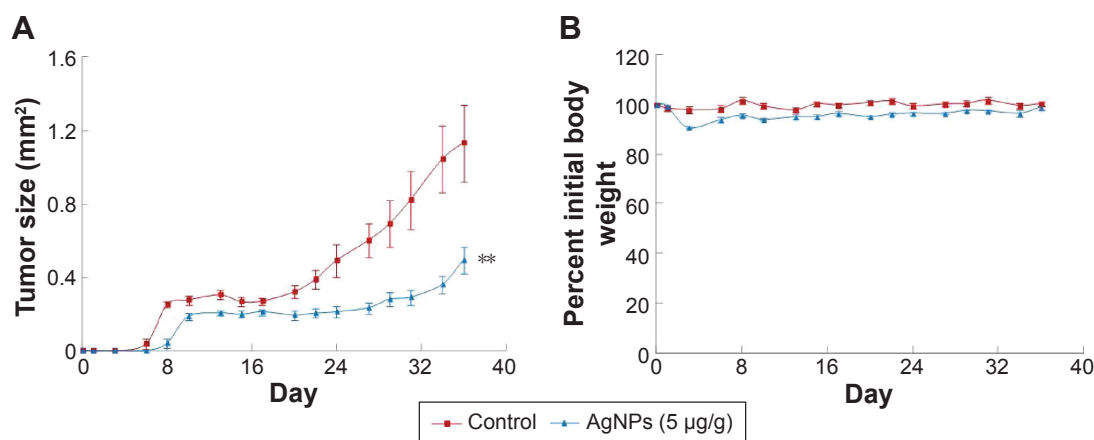 A
B
Tumor size (mm²)
1.6
1.2
0.8
0.4
0
0 8 16 24 32 40
Day
**
Percent initial body
weight
120
100
80
60
40
20
0
0 8 16 24 32 40
Day
Control AgNPs (5 µg/g)